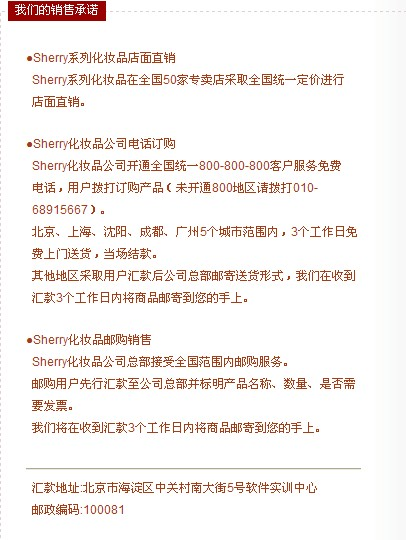 我们的销售承诺
●Sherry系列化妆品店面直销
Sherry系列化妆品在全国50家专卖店采取全国统一定价进行
店面直销。
●Sherry化妆品公司电话订购
Sherry化妆品公司开通全国统一800-800-800客户服务免费
电话，用户拨打订购产品（未开通800地区请拨打010-
68915667）。
北京、上海、沈阳、成都、广州5个城市范围内，3个工作日免
费上门送货，当场结款。
其他地区采取用户汇款后公司总部邮寄送货形式，我们在收到
汇款3个工作日内将商品邮寄到您的手上。
●Sherry化妆品邮购销售
Sherry化妆品公司总部接受全国范围内邮购服务。
邮购用户先行汇款至公司总部并标明产品名称、数量、是否需
要发票。
我们将在收到汇款3个工作日内将商品邮寄到您的手上。
汇款地址:北京市海淀区中关村南大街5号软件实训中心
邮政编码:100081